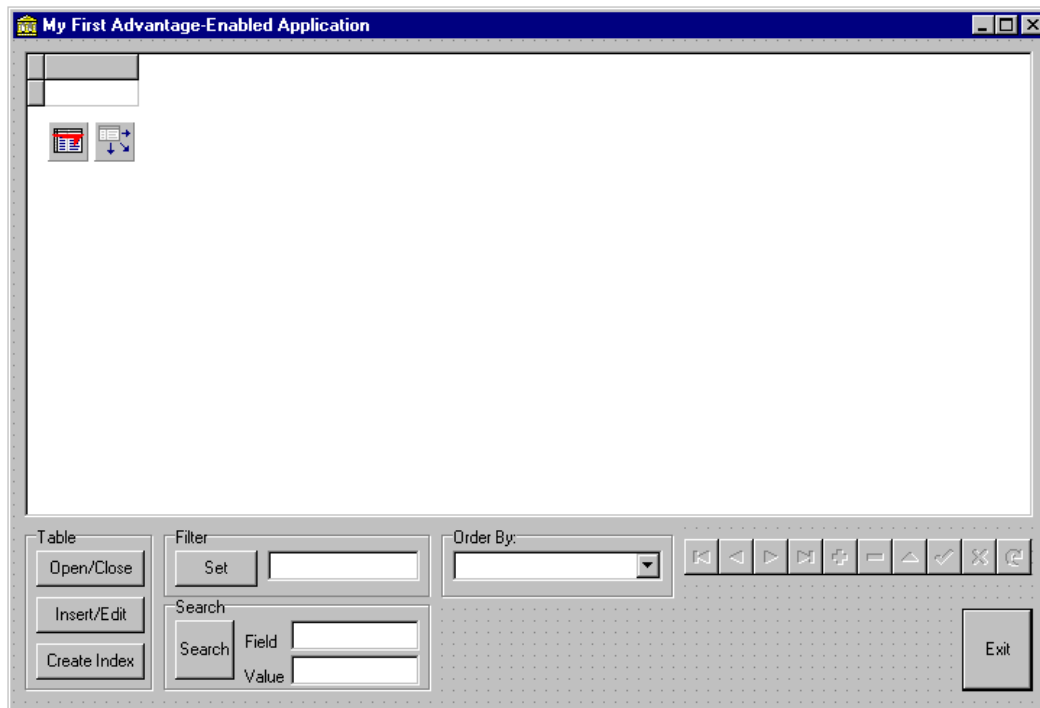 My First Advantage-Enabled Application
Table
Open/Close
Insert/Edit
Create Index
Filter
Set
Search
Search
Field
Value
Order By:
Exit